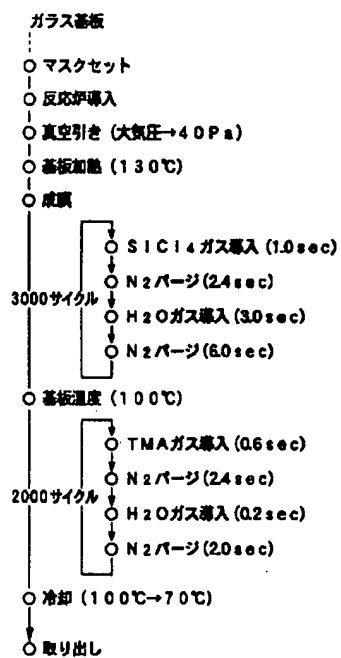 ガラス基板
マスクセット
反応炉導入
真空引き (大気圧→40Pa)
基板加熱 (130℃)
成膜
SiCl4ガス導入 (1.0sec)
N2パージ (2.4sec)
3000サイクル
H2Oガス導入 (3.0sec)
N2パージ (6.0sec)
基板温度 (100℃)
TMAガス導入 (0.6sec)
N2パージ (2.4sec)
2000サイクル
H2Oガス導入 (0.2sec)
N2パージ (2.0sec)
冷却 (100℃→70℃)
取り出し